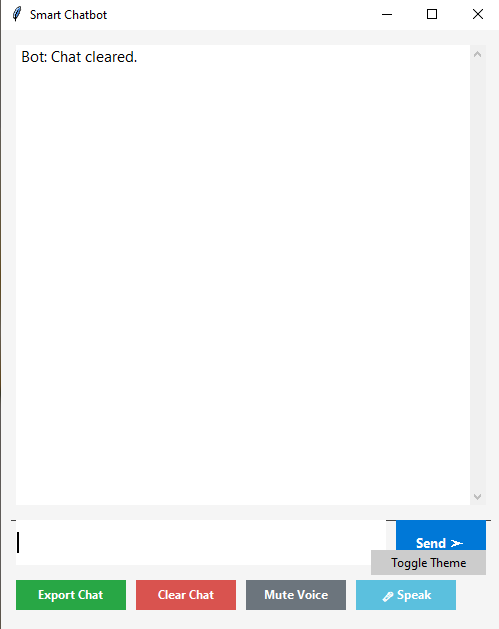 Smart Chatbot
Bot: Chat cleared.
Send ➤
Toggle Theme
Export Chat
Clear Chat
Mute Voice
🎤 Speak